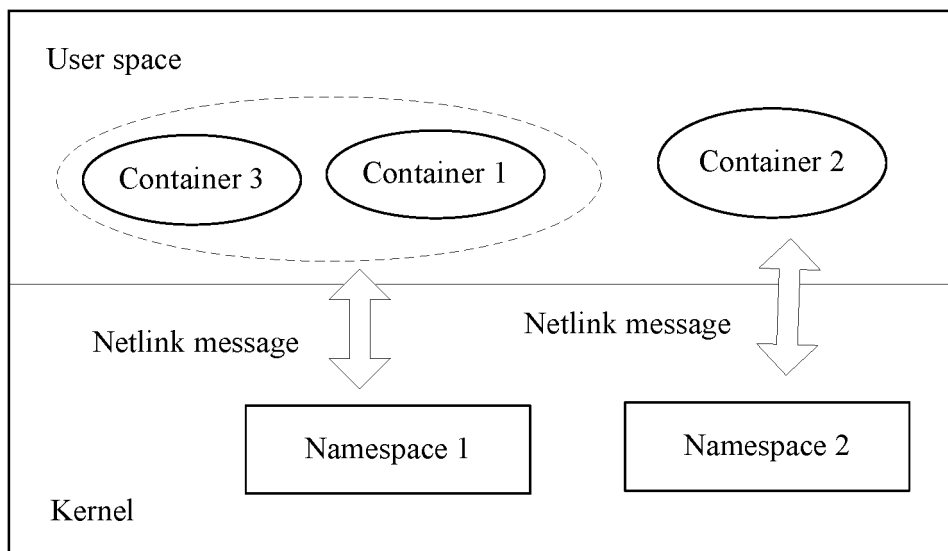 User space
Container 3
Container 1
Container 2
Netlink message
Netlink message
Namespace 1
Namespace 2
Kernel